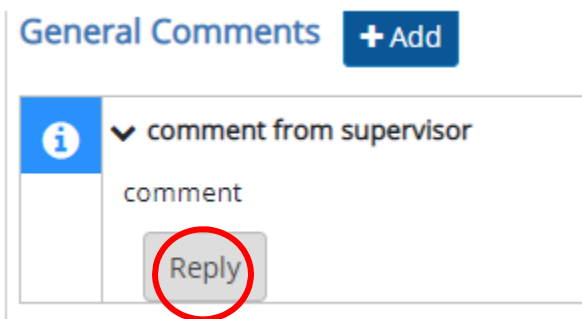 General Comments + Add
comment from supervisor
comment
Reply